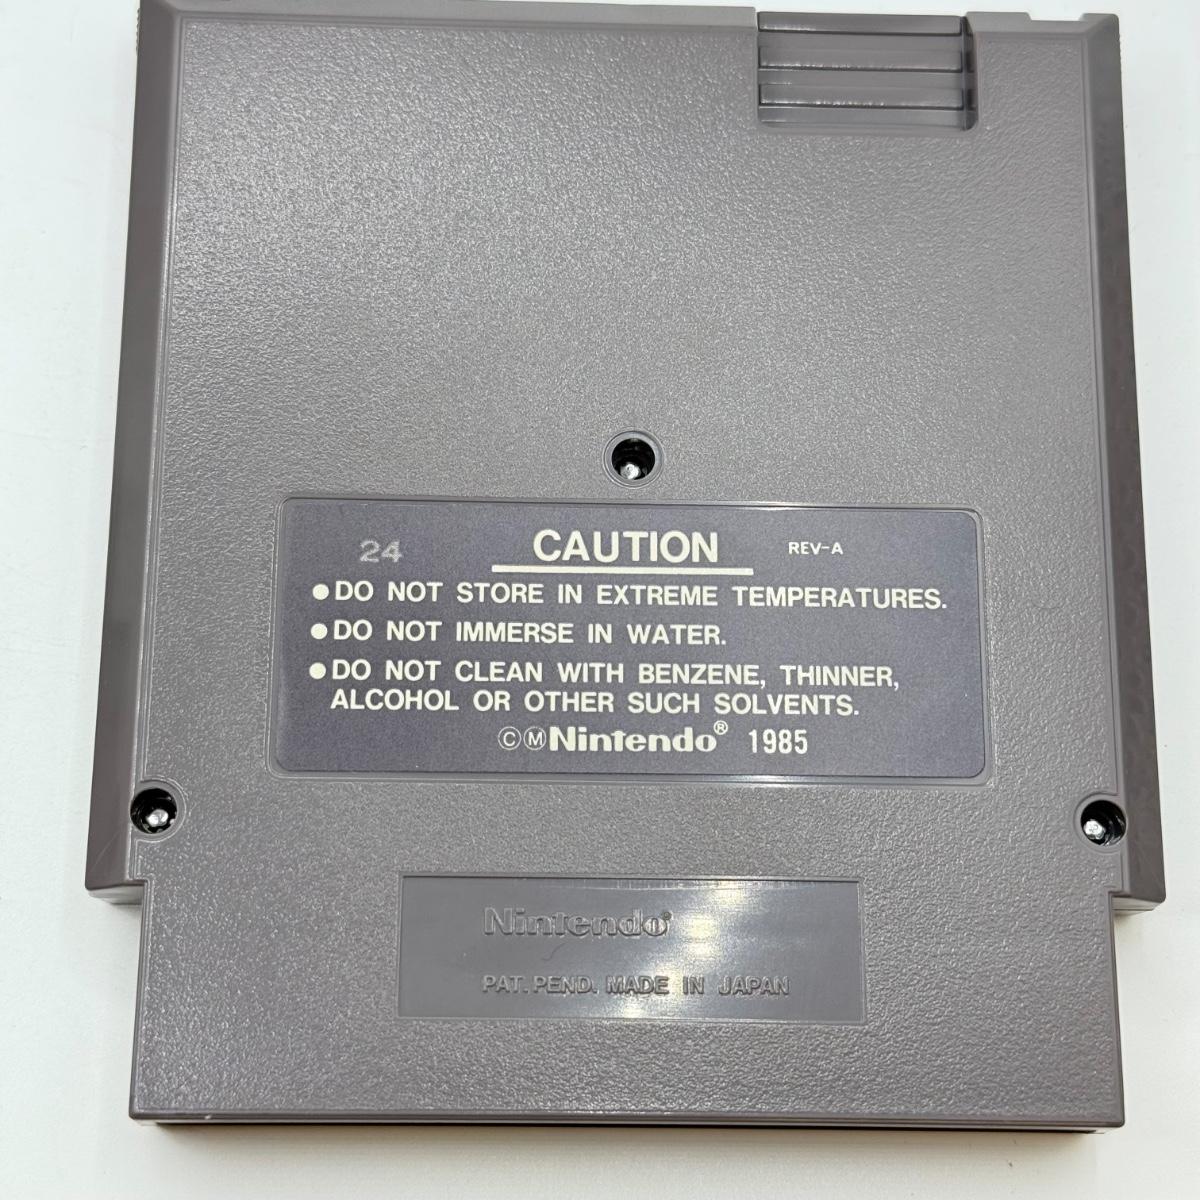 24 CAUTION REV-A
●DO NOT STORE IN EXTREME TEMPERATURES.
●DO NOT IMMERSE IN WATER.
●DO NOT CLEAN WITH BENZENE, THINNER,
ALCOHOL OR OTHER SUCH SOLVENTS.
ⒸⓂNintendo® 1985
Nintendo®
PAT. PEND. MADE IN JAPAN